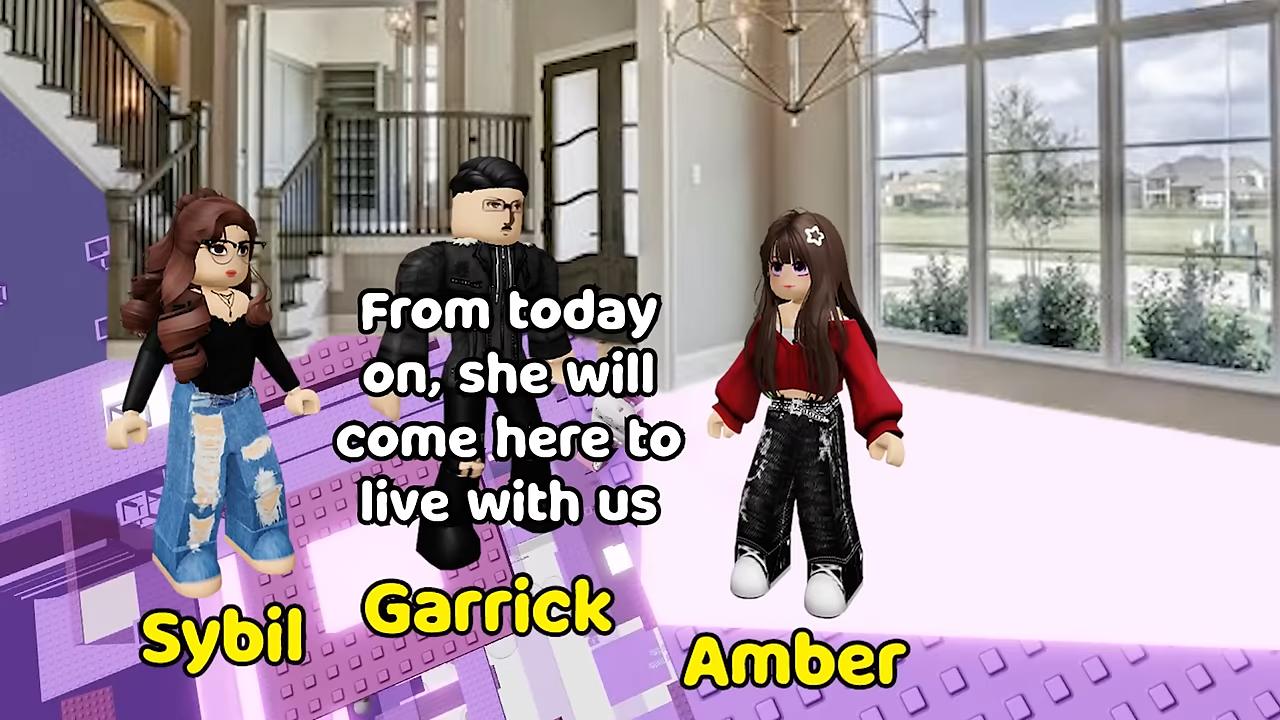 From today
on, she will
come here to
live with us
Sybil
Garrick
Amber